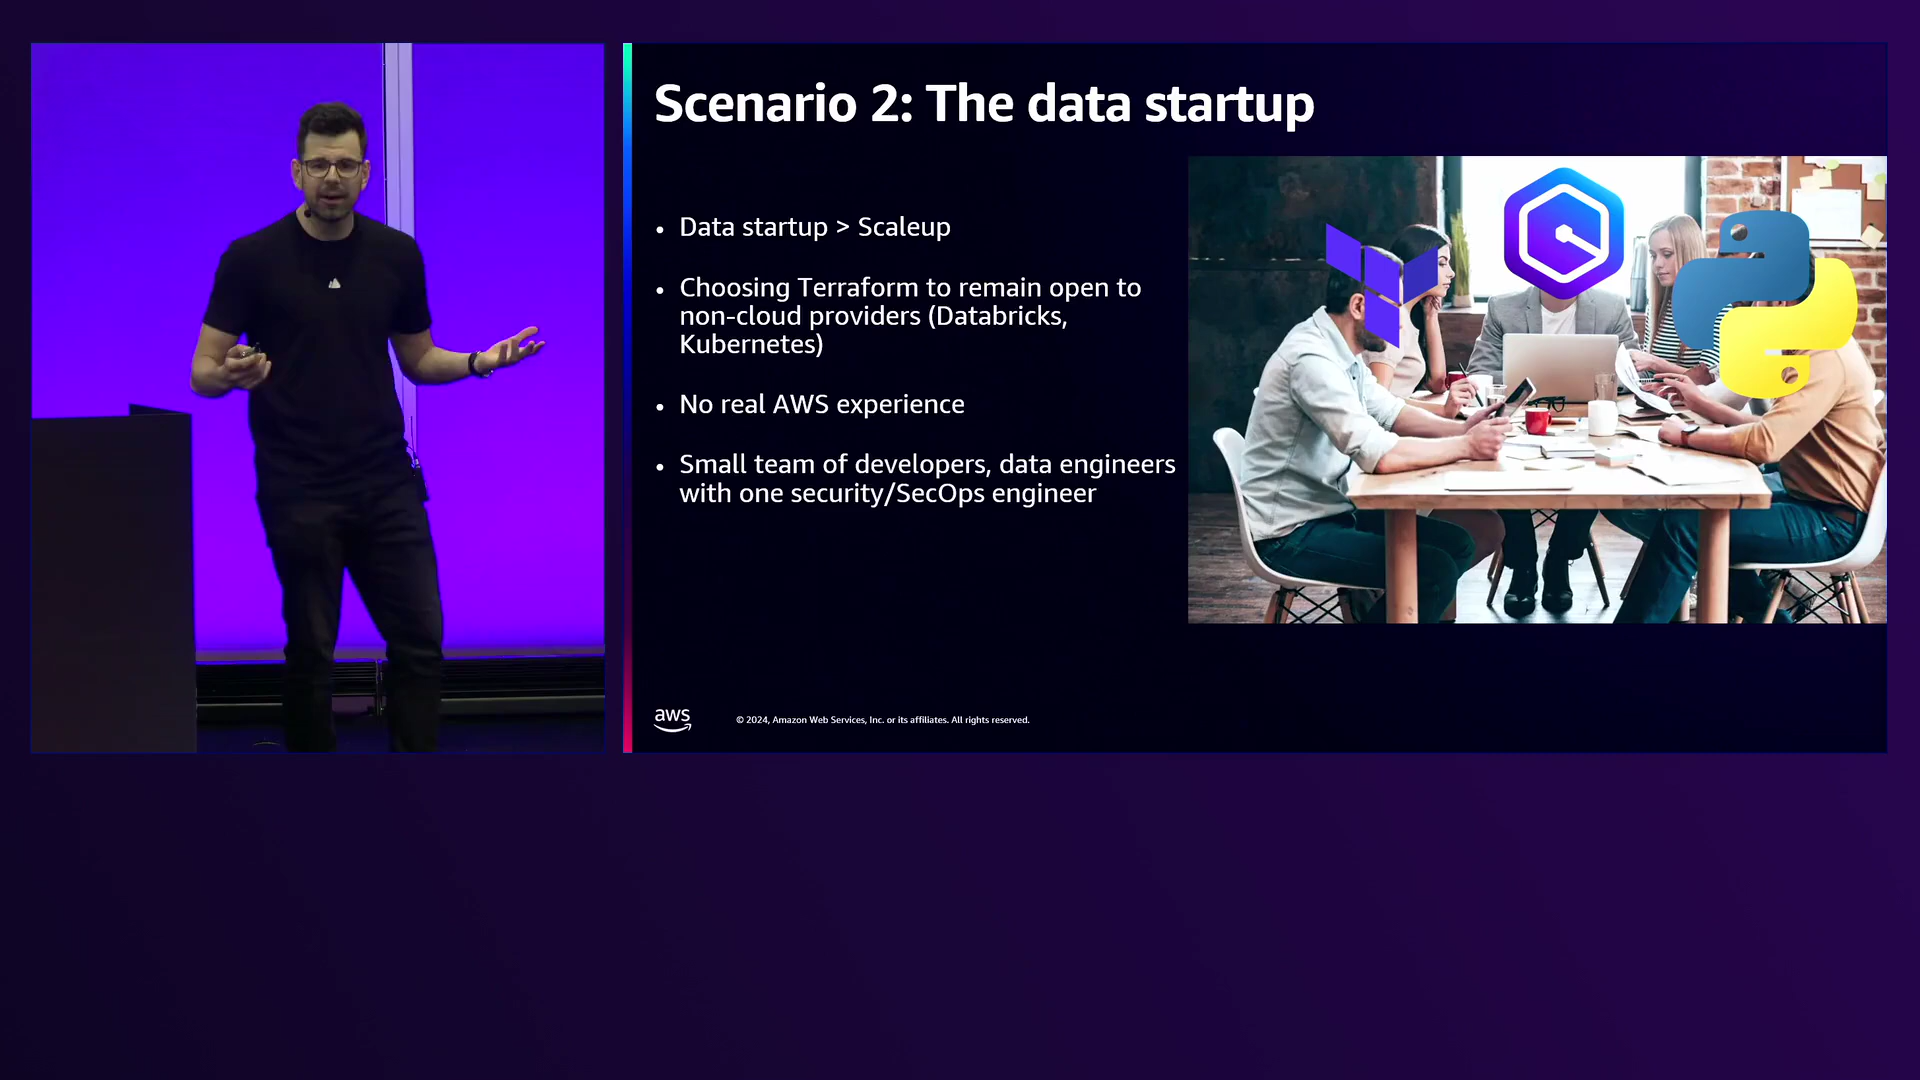 Scenario 2: The data startup
• Data startup > Scaleup
• Choosing Terraform to remain open to
non-cloud providers (Databricks,
Kubernetes)
• No real AWS experience
• Small team of developers, data engineers
with one security/SecOps engineer
aws
© 2024, Amazon Web Services, Inc. or its affiliates. All rights reserved.